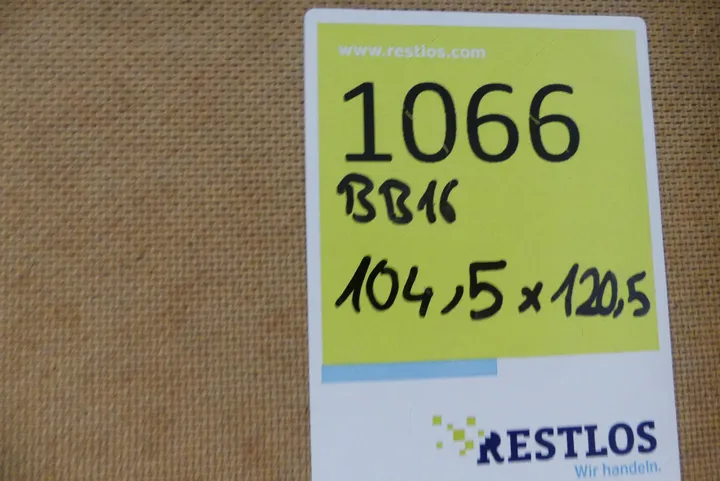 www.restlos.com
1066
BB16
104,5 x 120,5
RESTLOS
Wir handeln.